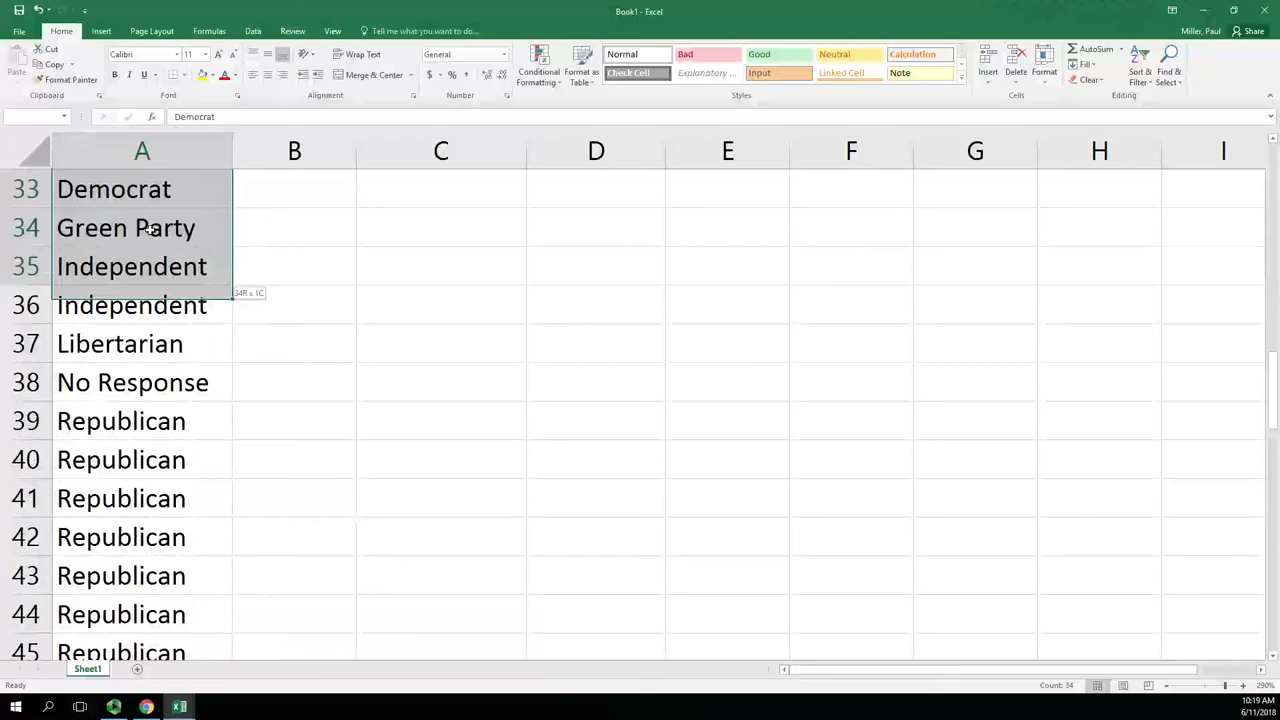 Book1 - Excel
Miller, Paul
Share
File Home Insert Page Layout Formulas Data Review View Tell me what you want to do...
Paste
Cut
Copy
Format Painter
Clipboard
Calibri 11
B I U
Font
Wrap Text
Merge & Center
Alignment
General
$ % ,
Number
Conditional Formatting
Format as Table
Normal Bad Good Neutral Calculation
Check Cell Explanatory ... Input Linked Cell Note
Styles
Insert Delete Format
Cells
AutoSum
Fill
Clear
Sort & Filter
Find & Select
Editing
fx Democrat
A B C D E F G H I
33 Democrat
34 Green Party
35 Independent
34R x 1C
36 Independent
37 Libertarian
38 No Response
39 Republican
40 Republican
41 Republican
42 Republican
43 Republican
44 Republican
45 Republican
Sheet1
Ready
Count: 34
290%
10:19 AM
6/11/2018